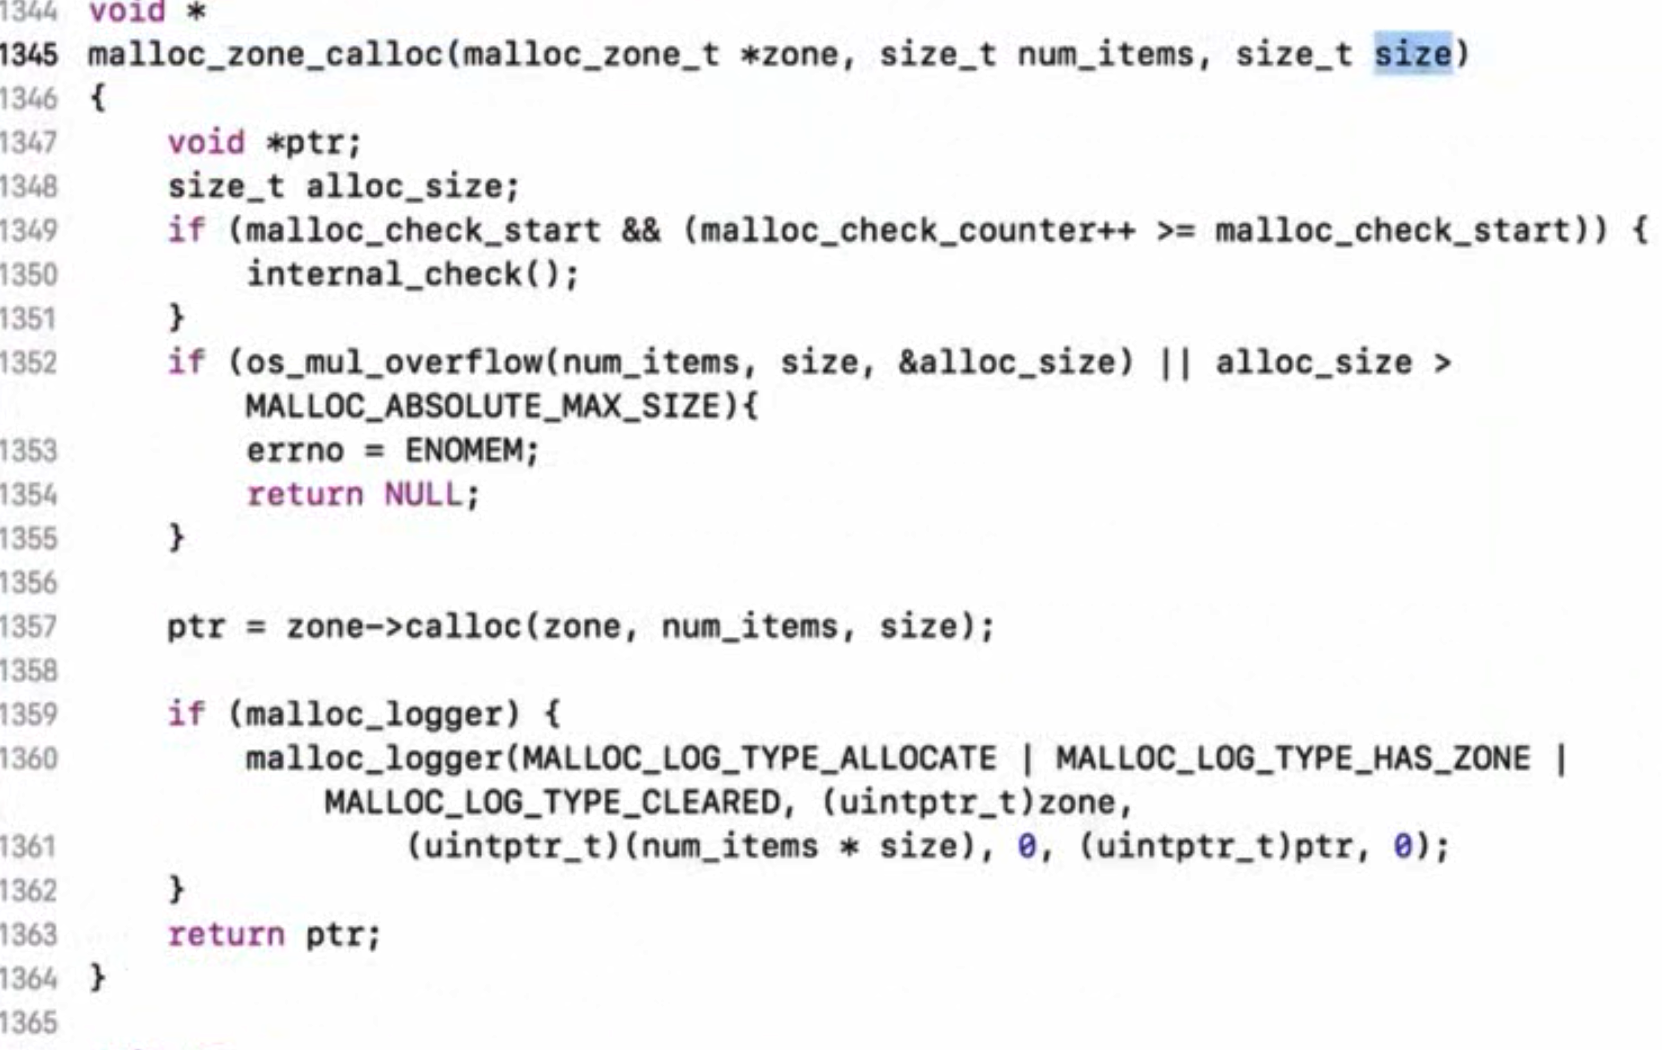 1344 void *
1345 malloc_zone_calloc(malloc_zone_t *zone, size_t num_items, size_t size)
1346 {
1347 void *ptr;
1348 size_t alloc_size;
1349 if (malloc_check_start && (malloc_check_counter++ >= malloc_check_start)) {
1350 internal_check();
1351 }
1352 if (os_mul_overflow(num_items, size, &alloc_size) || alloc_size >
MALLOC_ABSOLUTE_MAX_SIZE){
1353 errno = ENOMEM;
1354 return NULL;
1355 }
1356
1357 ptr = zone->calloc(zone, num_items, size);
1358
1359 if (malloc_logger) {
1360 malloc_logger(MALLOC_LOG_TYPE_ALLOCATE | MALLOC_LOG_TYPE_HAS_ZONE |
MALLOC_LOG_TYPE_CLEARED, (uintptr_t)zone,
1361 (uintptr_t)(num_items * size), 0, (uintptr_t)ptr, 0);
1362 }
1363 return ptr;
1364 }
1365